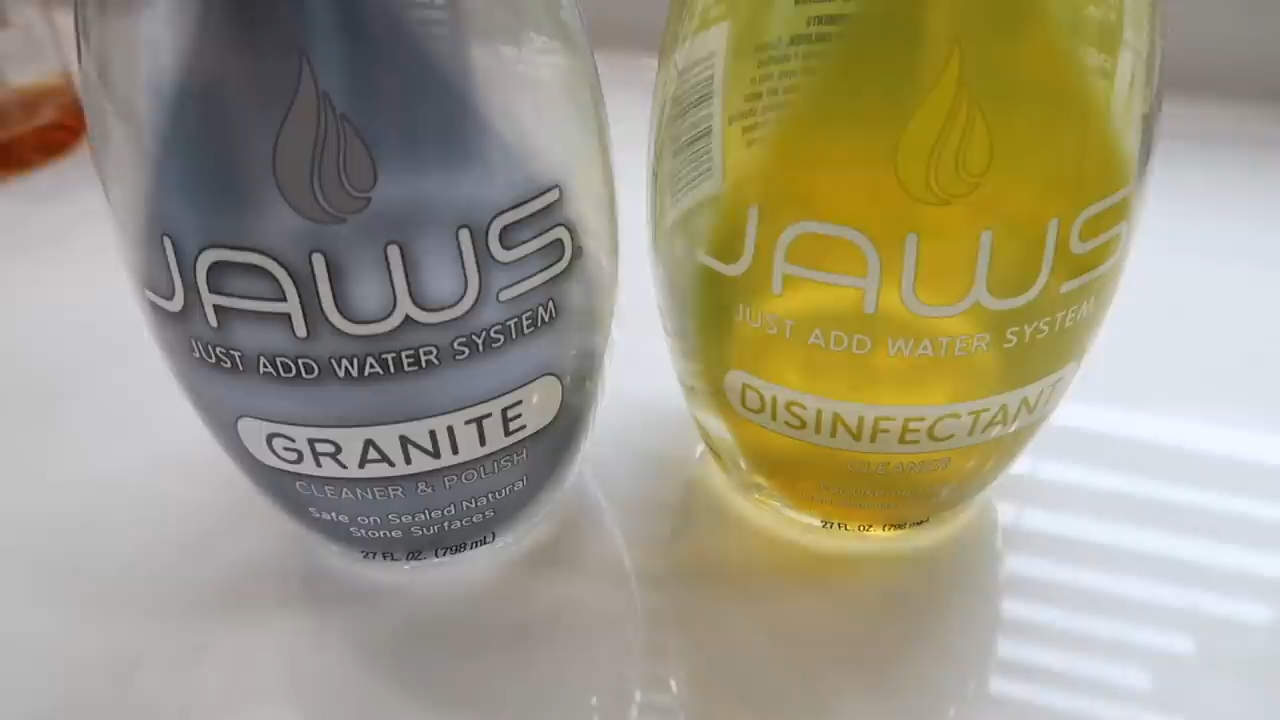 JAWS
JUST ADD WATER SYSTEM
GRANITE
CLEANER & POLISH
Safe on Sealed Natural
Stone Surfaces
27 FL. OZ. (798 mL)
JAWS
JUST ADD WATER SYSTEM
DISINFECTANT
CLEANER
27 FL. OZ. (798 mL)